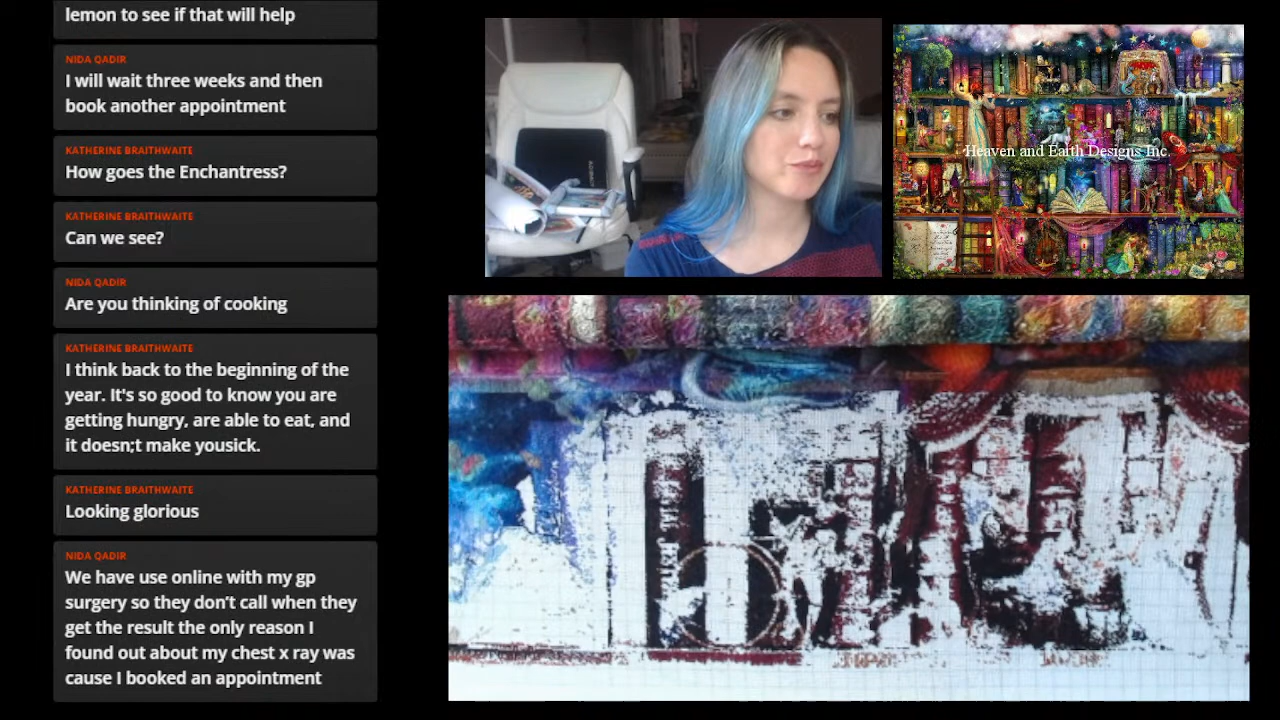 lemon to see if that will help
NIDA QADIR
I will wait three weeks and then
book another appointment
KATHERINE BRAITHWAITE
How goes the Enchantress?
KATHERINE BRAITHWAITE
Can we see?
NIDA QADIR
Are you thinking of cooking
KATHERINE BRAITHWAITE
I think back to the beginning of the
year. It's so good to know you are
getting hungry, are able to eat, and
it doesn;t make yousick.
KATHERINE BRAITHWAITE
Looking glorious
NIDA QADIR
We have use online with my gp
surgery so they don't call when they
get the result the only reason I
found out about my chest x ray was
cause I booked an appointment
Heaven and Eaith Designs Inc